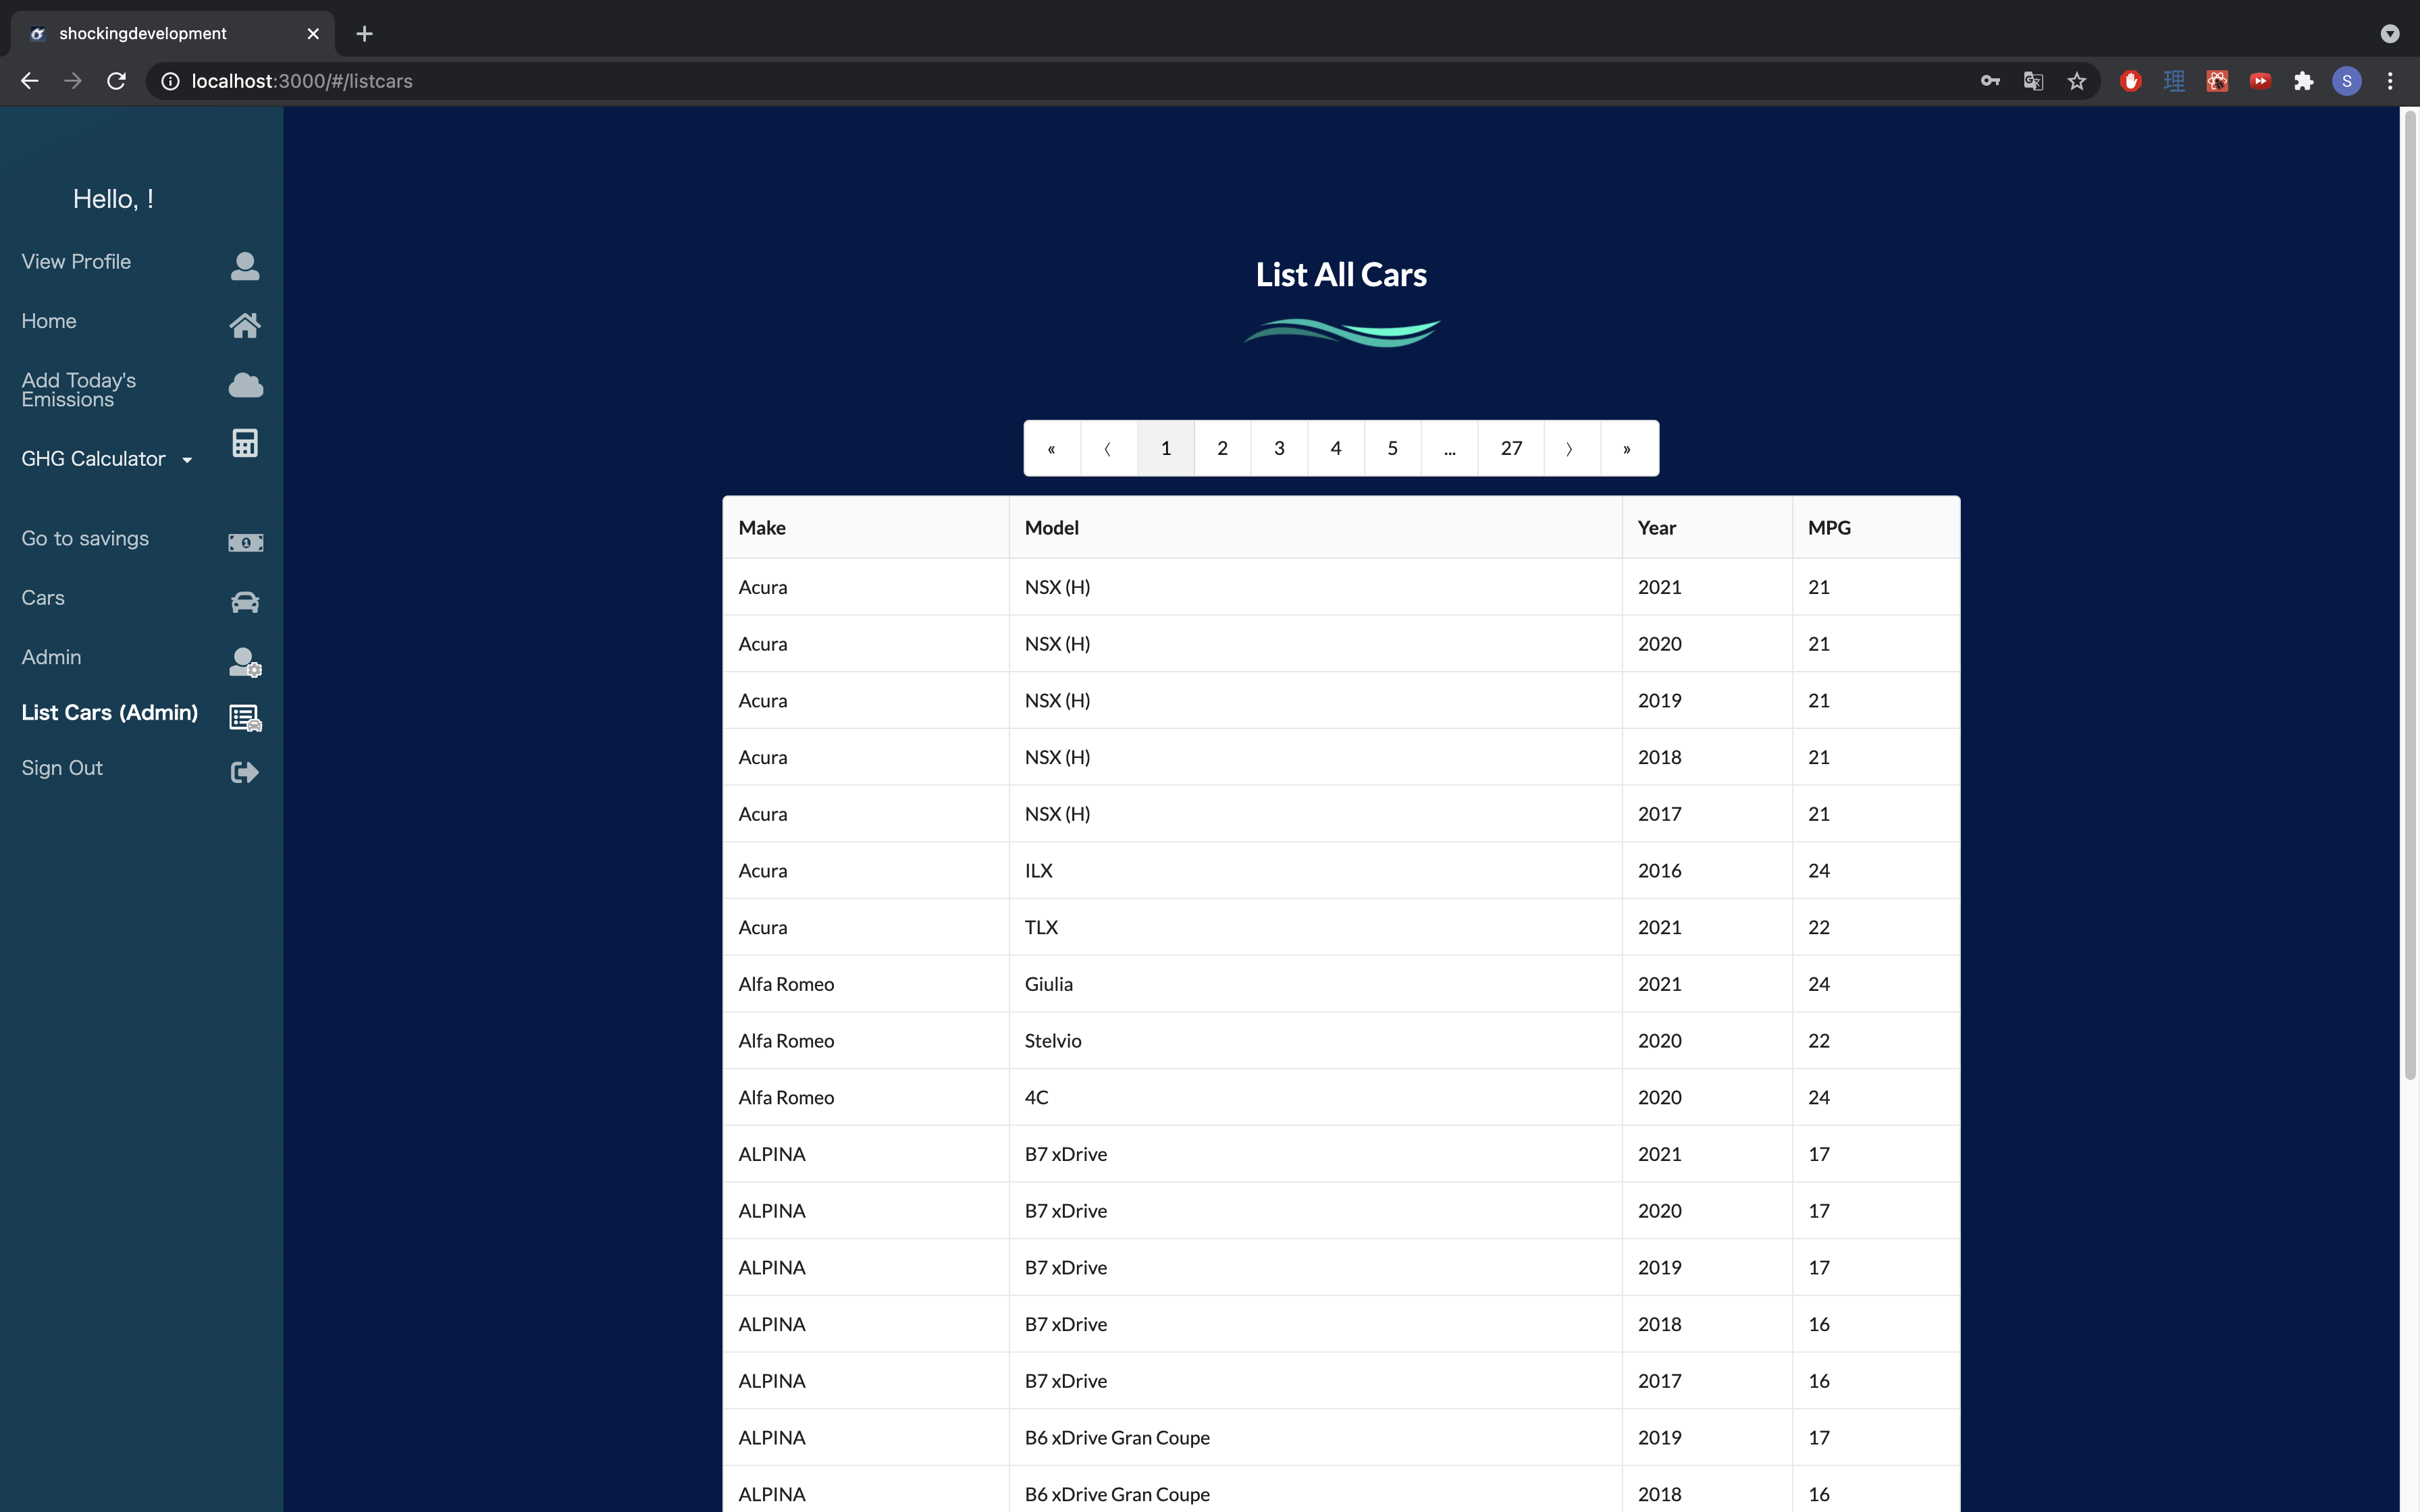 shockingdevelopment
localhost:3000/#/listcars
S
Hello, !
View Profile
Home
Add Today's
Emissions
GHG Calculator
Go to savings
Cars
Admin
List Cars (Admin)
Sign Out
List All Cars
« 〈 1 2 3 4 5 ... 27 〉 »
Make Model Year MPG
Acura NSX (H) 2021 21
Acura NSX (H) 2020 21
Acura NSX (H) 2019 21
Acura NSX (H) 2018 21
Acura NSX (H) 2017 21
Acura ILX 2016 24
Acura TLX 2021 22
Alfa Romeo Giulia 2021 24
Alfa Romeo Stelvio 2020 22
Alfa Romeo 4C 2020 24
ALPINA B7 xDrive 2021 17
ALPINA B7 xDrive 2020 17
ALPINA B7 xDrive 2019 17
ALPINA B7 xDrive 2018 16
ALPINA B7 xDrive 2017 16
ALPINA B6 xDrive Gran Coupe 2019 17
ALPINA B6 xDrive Gran Coupe 2018 16